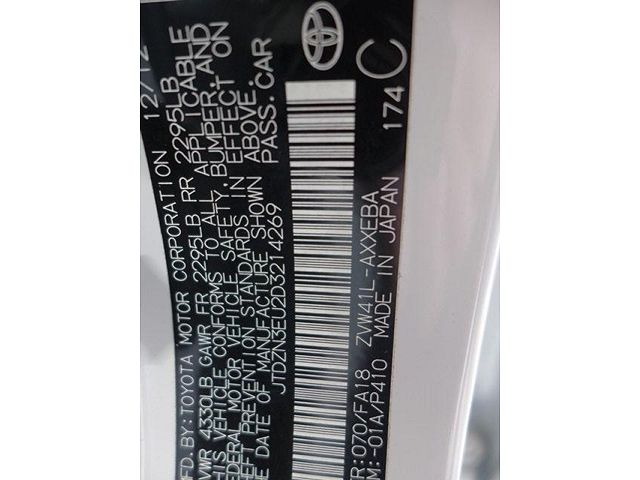 MFD.BY:TOYOTA MOTOR CORPORATION 12/12
GVWR 4330LB GAWR FR 2295LB RR 2295LB
THIS VEHICLE CONFORMS TO ALL APPLICABLE
FEDERAL MOTOR VEHICLE SAFETY, BUMPER, AND
THEFT PREVENTION STANDARDS IN EFFECT ON
THE DATE OF MANUFACTURE SHOWN ABOVE.
JTDZN3EU2D3214269 PASS.CAR
TR:070/FA18 ZVW41L-AXXEBA 174 C
TM:-01A/P410 MADE IN JAPAN